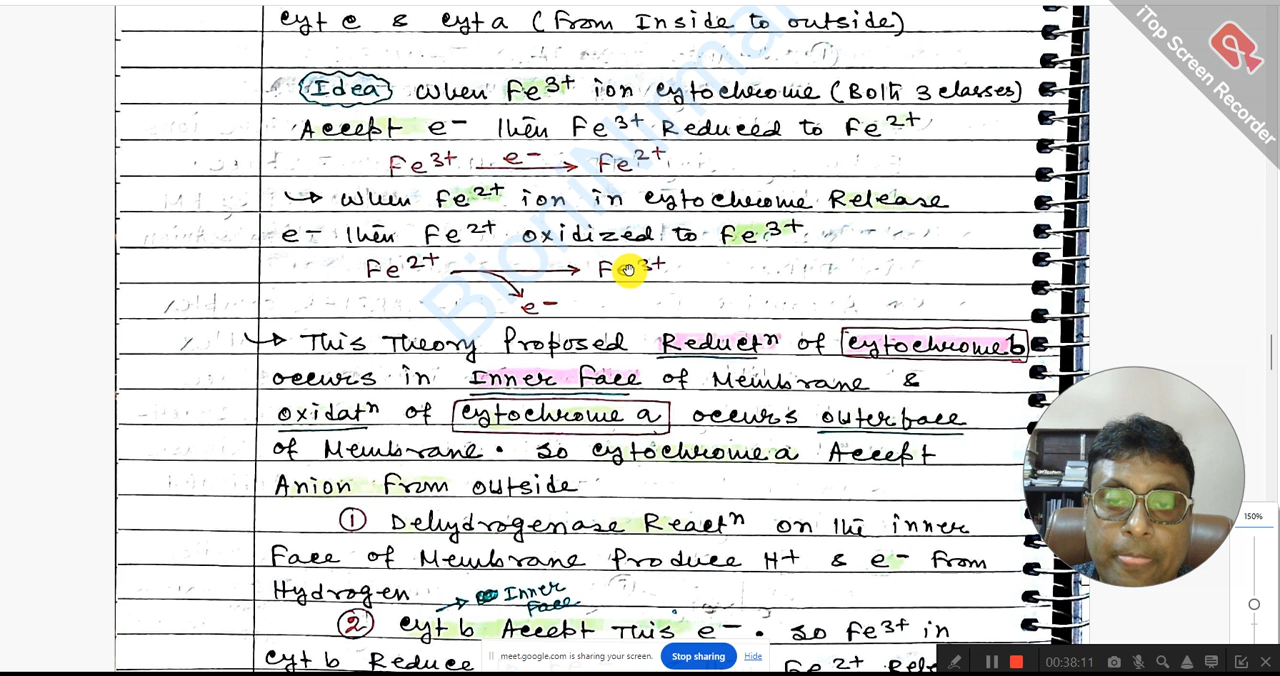 Cyt c & Cyt a (From Inside to outside)
Idea When Fe3+ ion cytochrome (Both 3 classes)
Accept e- Then Fe3+ Reduced to Fe2+
Fe3+ e- → Fe2+
↳ When Fe2+ ion in cytochrome Release
e- Then Fe2+ oxidized to Fe3+.
Fe2+ → Fe3+
e-
↳ This Theory Proposed Reductn of cytochrome b
occurs in Inner Face of Membrane &
oxidatn of cytochrome a occurs outerface
of Membrane. So cytochrome a Accept
Anion From outside
① Dehydrogenase Reactn on the inner
Face of Membrane Produce H+ & e- From
Hydrogen
→ Inner Face
② Cyt b Accept This e-. So Fe3+ in
Cyt b Reduce Fe2+
iTop Screen Recorder
150%
meet.google.com is sharing your screen.
Stop sharing
Hide
00:38:11